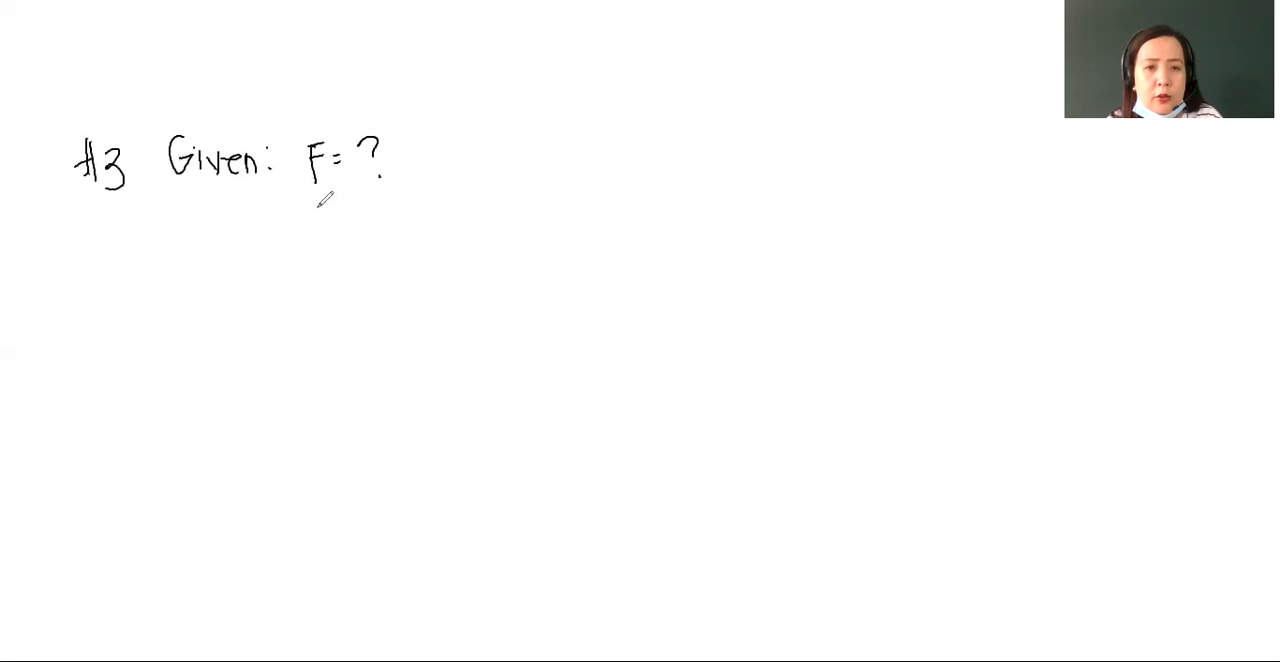 #3 Given: F = ?